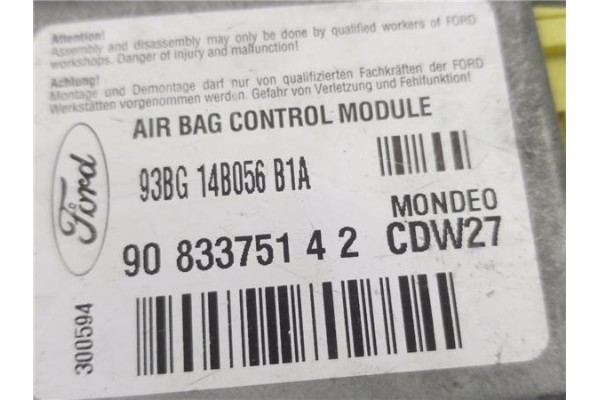 Attention!
Assembly and disassembly may only be done by qualified workers of FORD
workshops. Danger of injury and malfunction!
Achtung!
Montage und Demontage darf nur von qualifizierten Fachkräften der FORD
Werkstätten vorgenommen werden. Gefahr von Verletzung und Fehlfunktion!
AIR BAG CONTROL MODULE
Ford
93BG 14B056 B1A
MONDEO
90 8337514 2 CDW27
300594